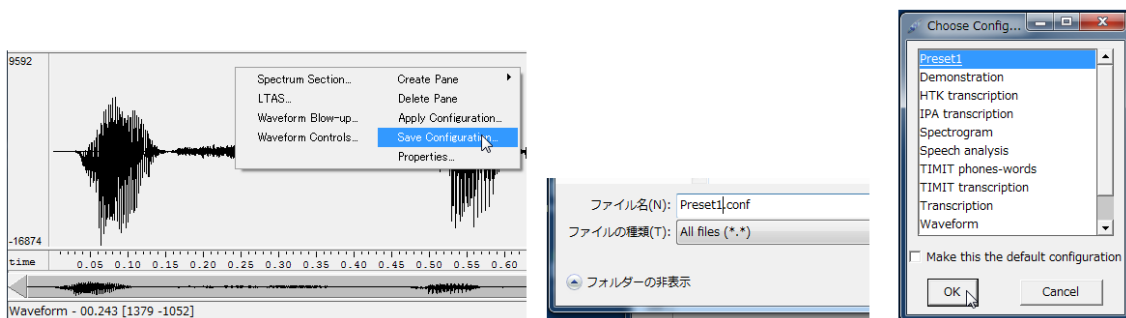 9592
Spectrum Section... Create Pane
LTAS... Delete Pane
Waveform Blow-up... Apply Configuration...
Waveform Controls... Save Configuration...
Properties...
-16874
time 0.05 0.10 0.15 0.20 0.25 0.30 0.35 0.40 0.45 0.50 0.55 0.60
Waveform - 00.243 [1379 -1052]
ファイル名(N): Preset1.conf
ファイルの種類(T): All files (*.*)
フォルダーの非表示
Choose Config...
Preset1
Demonstration
HTK transcription
IPA transcription
Spectrogram
Speech analysis
TIMIT phones-words
TIMIT transcription
Transcription
Waveform
Make this the default configuration
OK Cancel